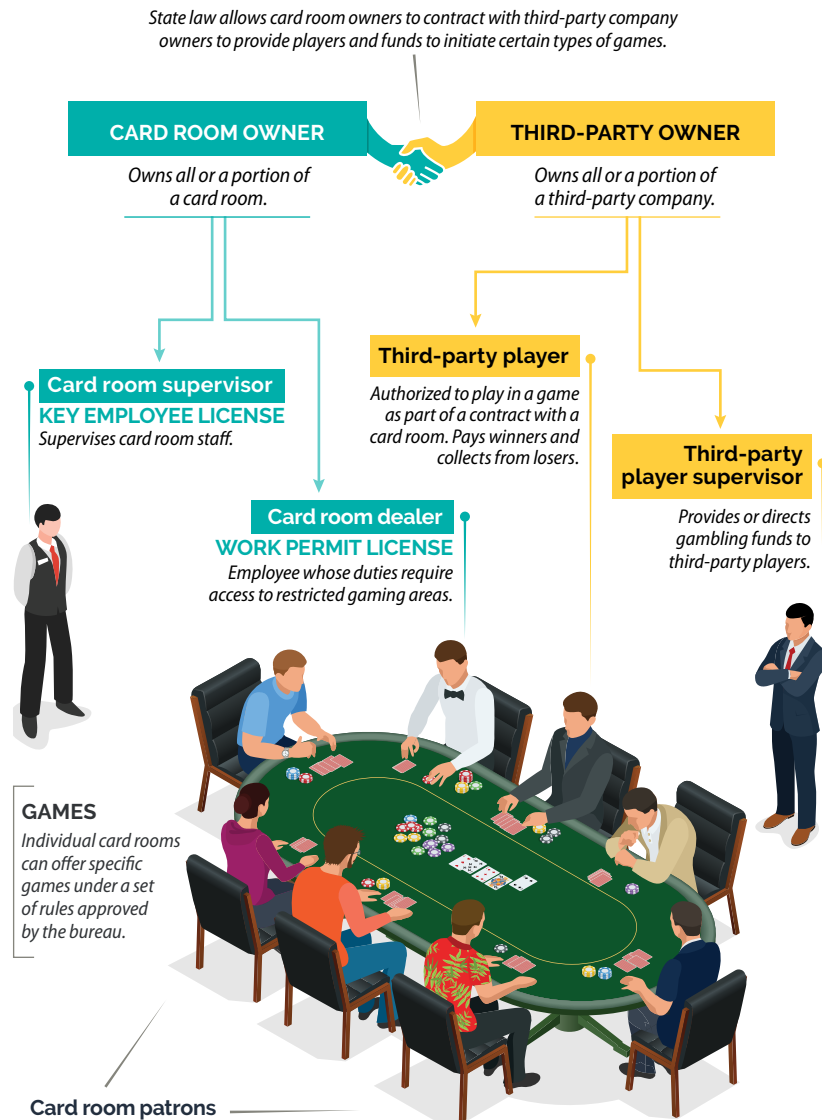 State law allows card room owners to contract with third-party company
owners to provide players and funds to initiate certain types of games.
CARD ROOM OWNER
Owns all or a portion of
a card room.
THIRD-PARTY OWNER
Owns all or a portion of
a third-party company.
Card room supervisor
KEY EMPLOYEE LICENSE
Supervises card room staff.
Third-party player
Authorized to play in a game
as part of a contract with a
card room. Pays winners and
collects from losers.
Third-party
player supervisor
Provides or directs
gambling funds to
third-party players.
Card room dealer
WORK PERMIT LICENSE
Employee whose duties require
access to restricted gaming areas.
GAMES
Individual card rooms
can offer specific
games under a set
of rules approved
by the bureau.
Card room patrons